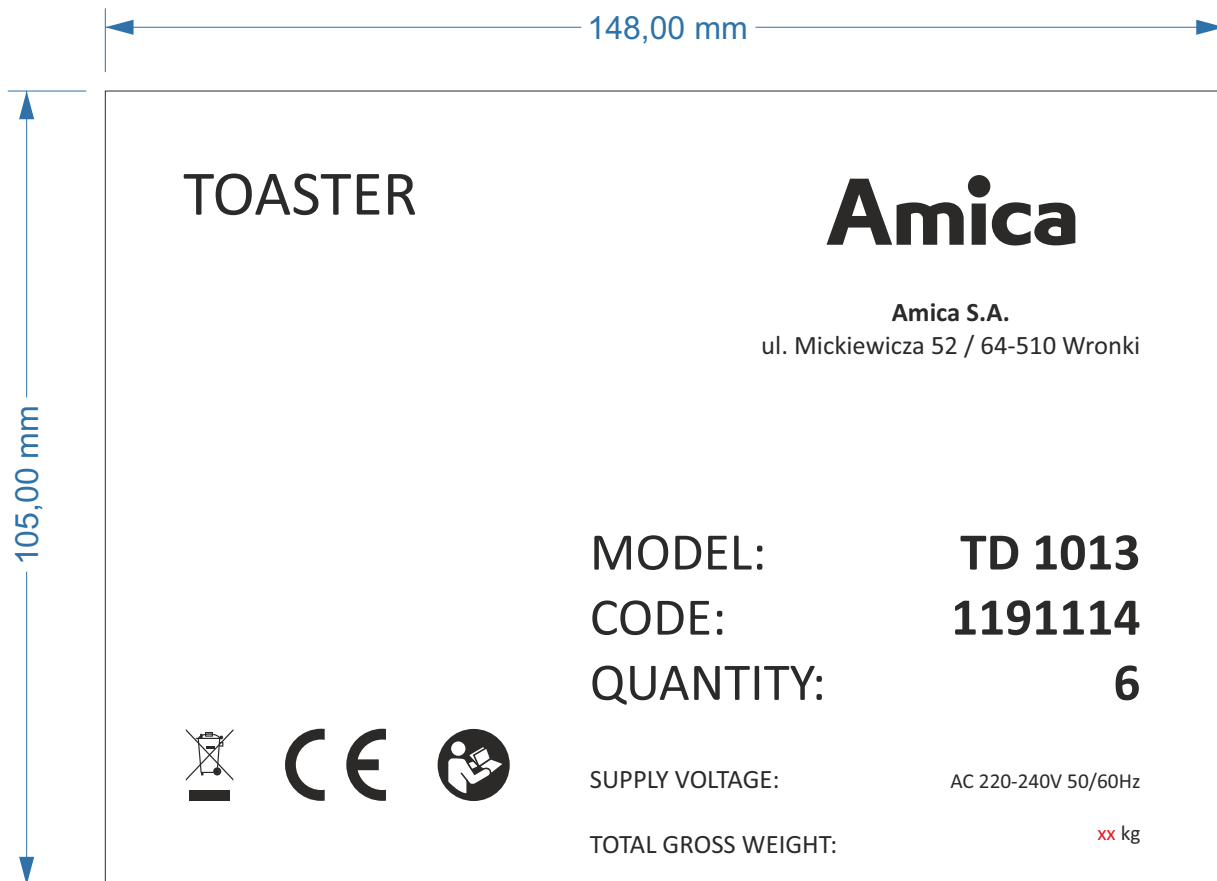 148,00 mm
105,00 mm
TOASTER
Amica
Amica S.A.
ul. Mickiewicza 52 / 64-510 Wronki
MODEL: TD 1013
CODE: 1191114
QUANTITY: 6
CE
SUPPLY VOLTAGE: AC 220-240V 50/60Hz
TOTAL GROSS WEIGHT: xx kg